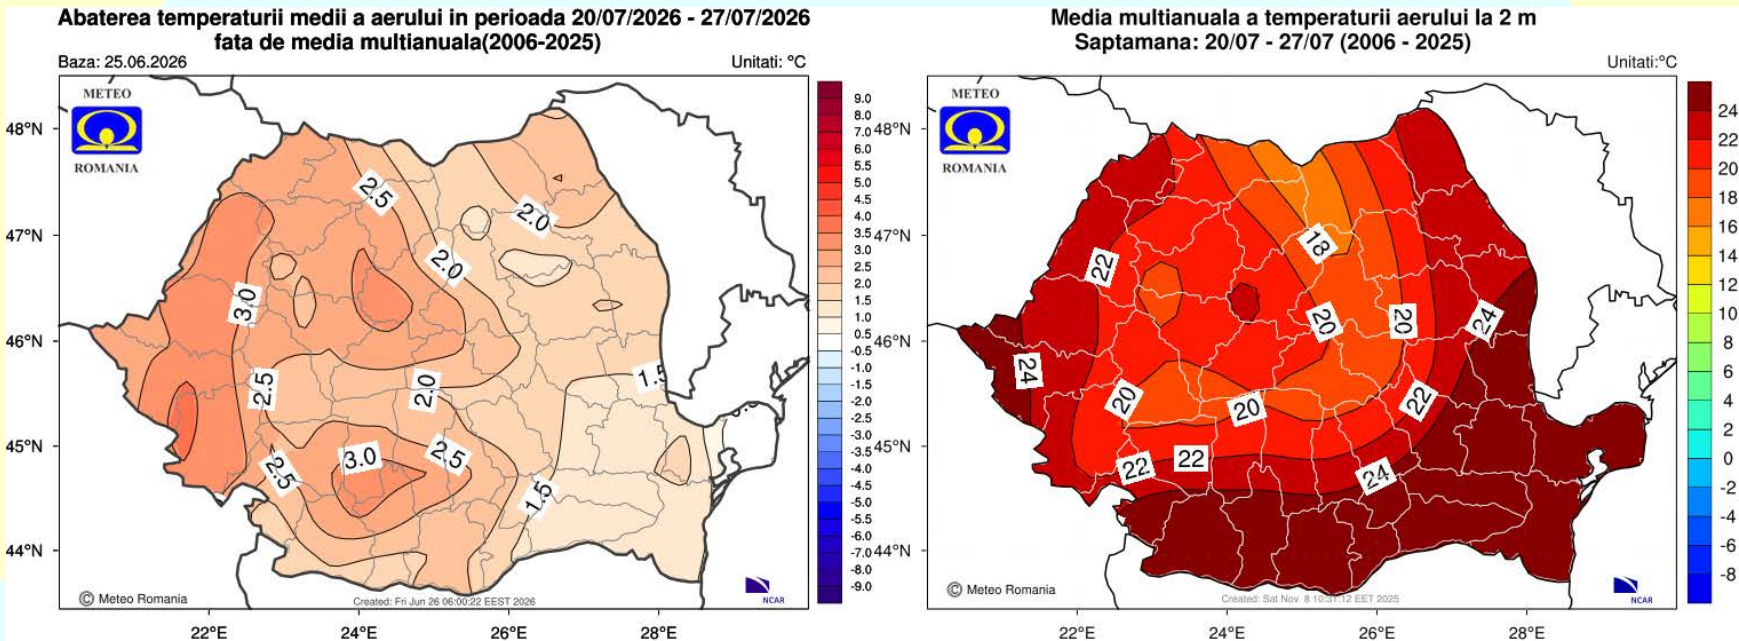 Abaterea temperaturii medii a aerului in perioada 20/07/2026 - 27/07/2026
fata de media multianuala(2006-2025)
Baza: 25.06.2026
Unitati: °C
METEO
ROMANIA
48°N
47°N
46°N
45°N
44°N
22°E
24°E
26°E
28°E
2.5
2.0
2.0
3.0
2.5
2.0
1.5
3.0
2.5
2.5
1.5
© Meteo Romania
Created: Fri Jun 26 06:00:22 EEST 2026
NCAR
9.0
8.0
7.0
6.0
5.5
5.0
4.5
4.0
3.5
3.0
2.5
2.0
1.5
1.0
0.5
-0.5
-1.0
-1.5
-2.0
-2.5
-3.0
-3.5
-4.0
-4.5
-5.0
-5.5
-6.0
-7.0
-8.0
-9.0
Media multianuala a temperaturii aerului la 2 m
Saptamana: 20/07 - 27/07 (2006 - 2025)
Unitati:°C
METEO
ROMANIA
48°N
47°N
46°N
45°N
44°N
22°E
24°E
26°E
28°E
18
22
20
20
24
24
20
20
22
22
22
24
© Meteo Romania
Created: Sat Nov 8 10:31:12 EET 2025
NCAR
24
22
20
18
16
14
12
10
8
6
4
2
0
-2
-4
-6
-8